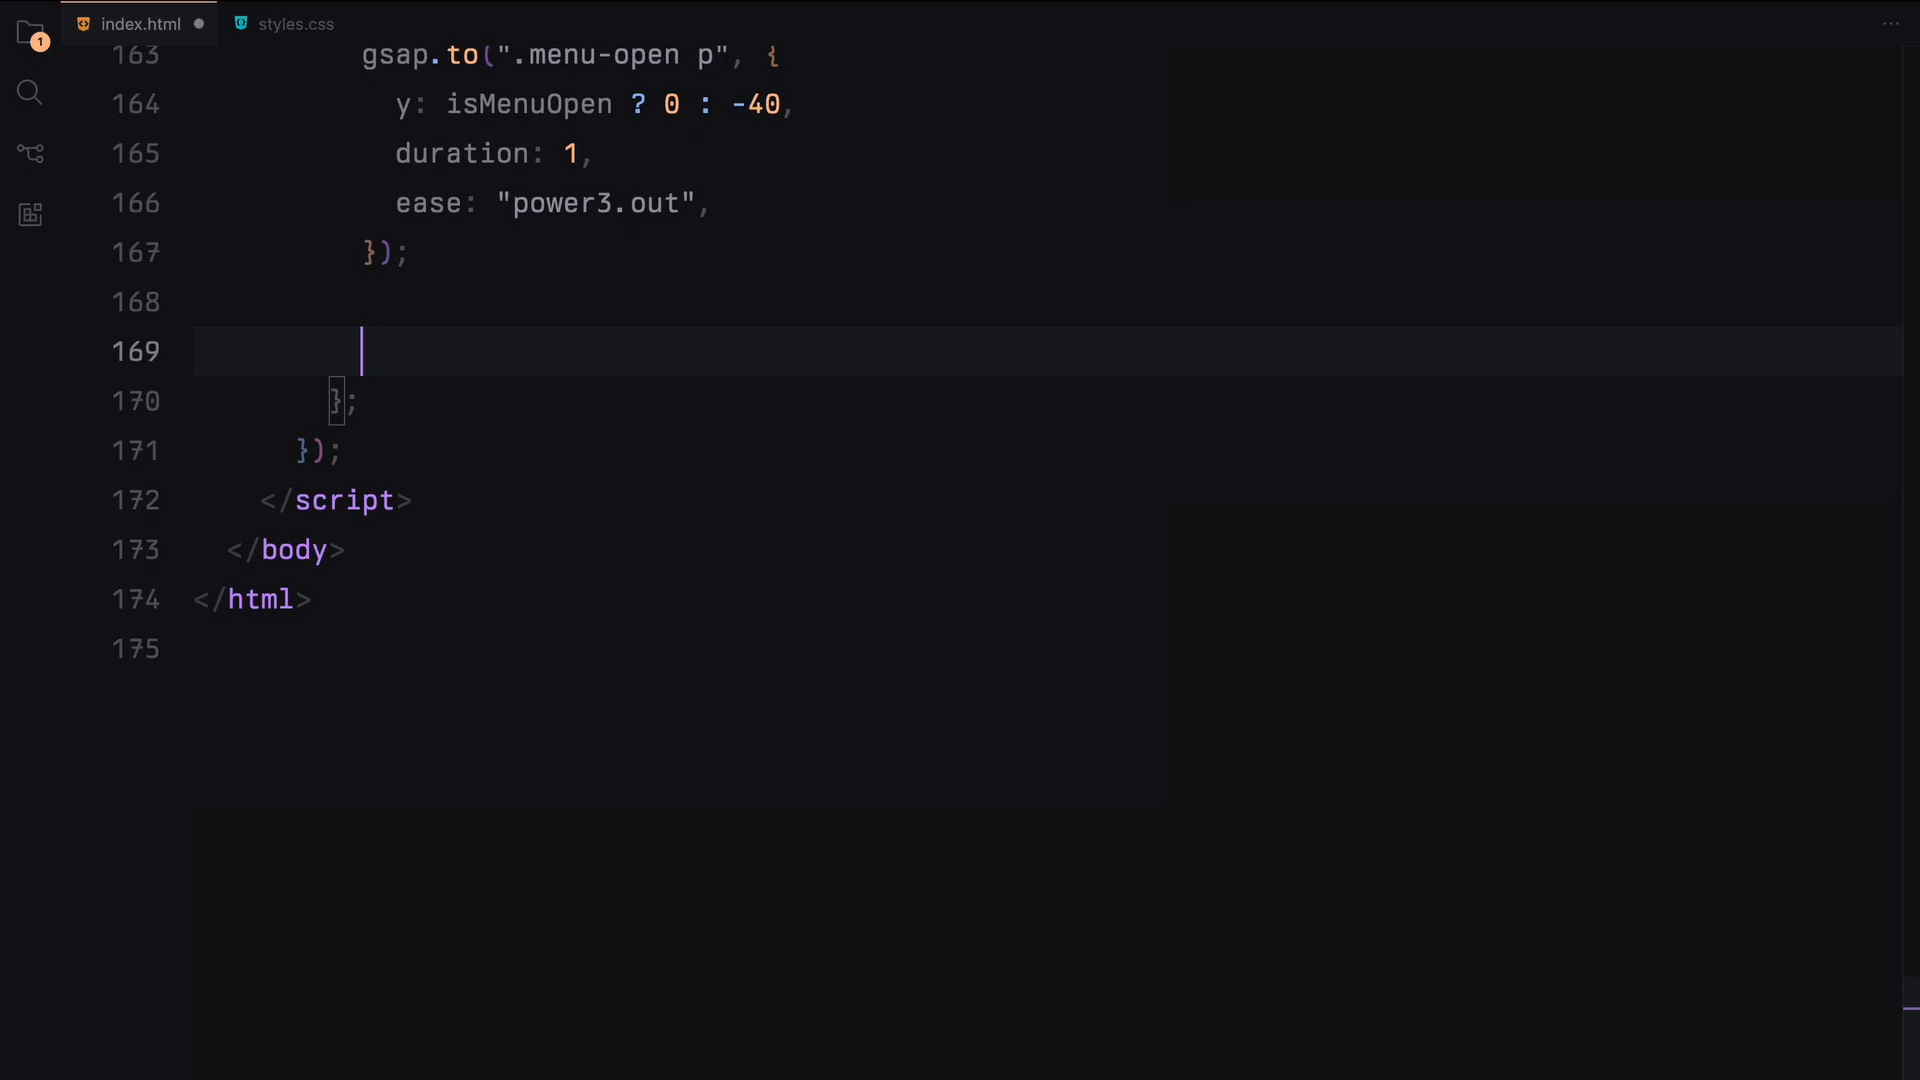 1
index.html
styles.css
163 gsap.to(".menu-open p", {
164 y: isMenuOpen ? 0 : -40,
165 duration: 1,
166 ease: "power3.out",
167 });
168
169
170 };
171 });
172 </script>
173 </body>
174 </html>
175